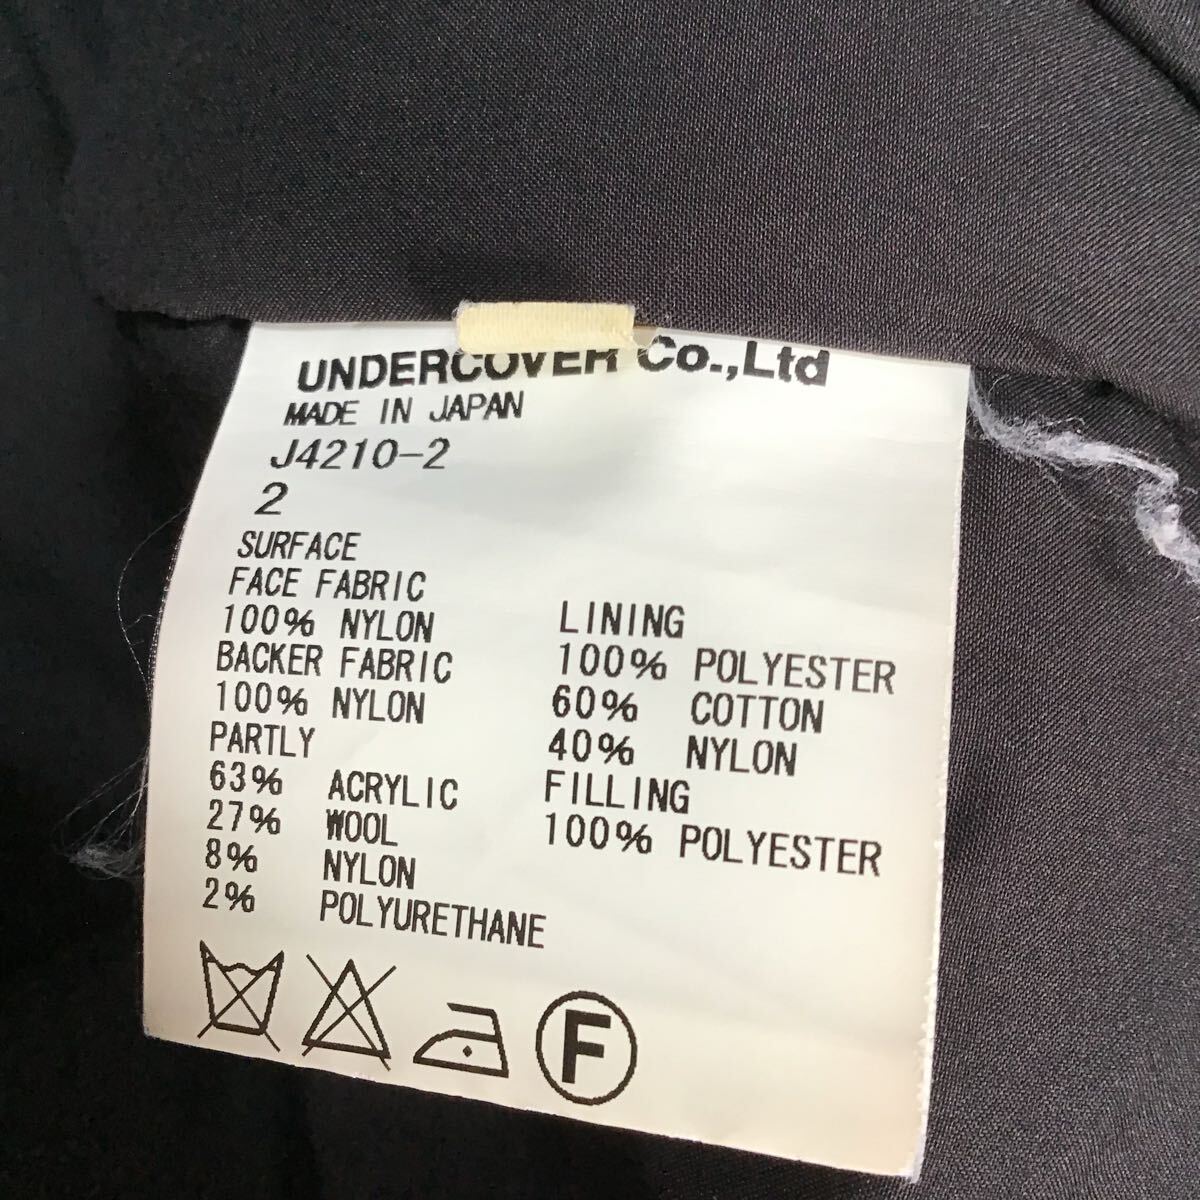 UNDERCOVER Co.,Ltd
MADE IN JAPAN
J4210-2
2
SURFACE
FACE FABRIC
100% NYLON
BACKER FABRIC
100% NYLON
PARTLY
63% ACRYLIC
27% WOOL
8% NYLON
2% POLYURETHANE
LINING
100% POLYESTER
60% COTTON
40% NYLON
FILLING
100% POLYESTER
F